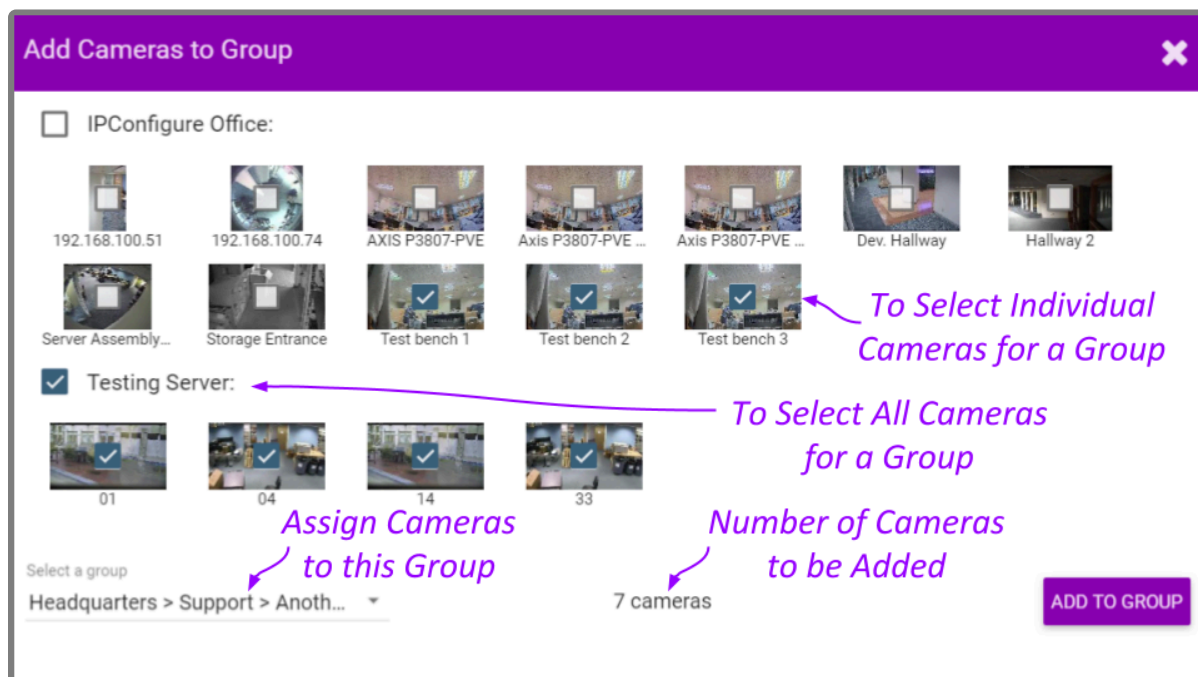 Add Cameras to Group
IPConfigure Office:
192.168.100.51 192.168.100.74 AXIS P3807-PVE Axis P3807-PVE ... Axis P3807-PVE ... Dev. Hallway Hallway 2
Server Assembly... Storage Entrance Test bench 1 Test bench 2 Test bench 3
To Select Individual
Cameras for a Group
Testing Server:
To Select All Cameras
for a Group
01 04 14 33
Assign Cameras
to this Group
Number of Cameras
to be Added
Select a group
Headquarters > Support > Anoth...
7 cameras
ADD TO GROUP